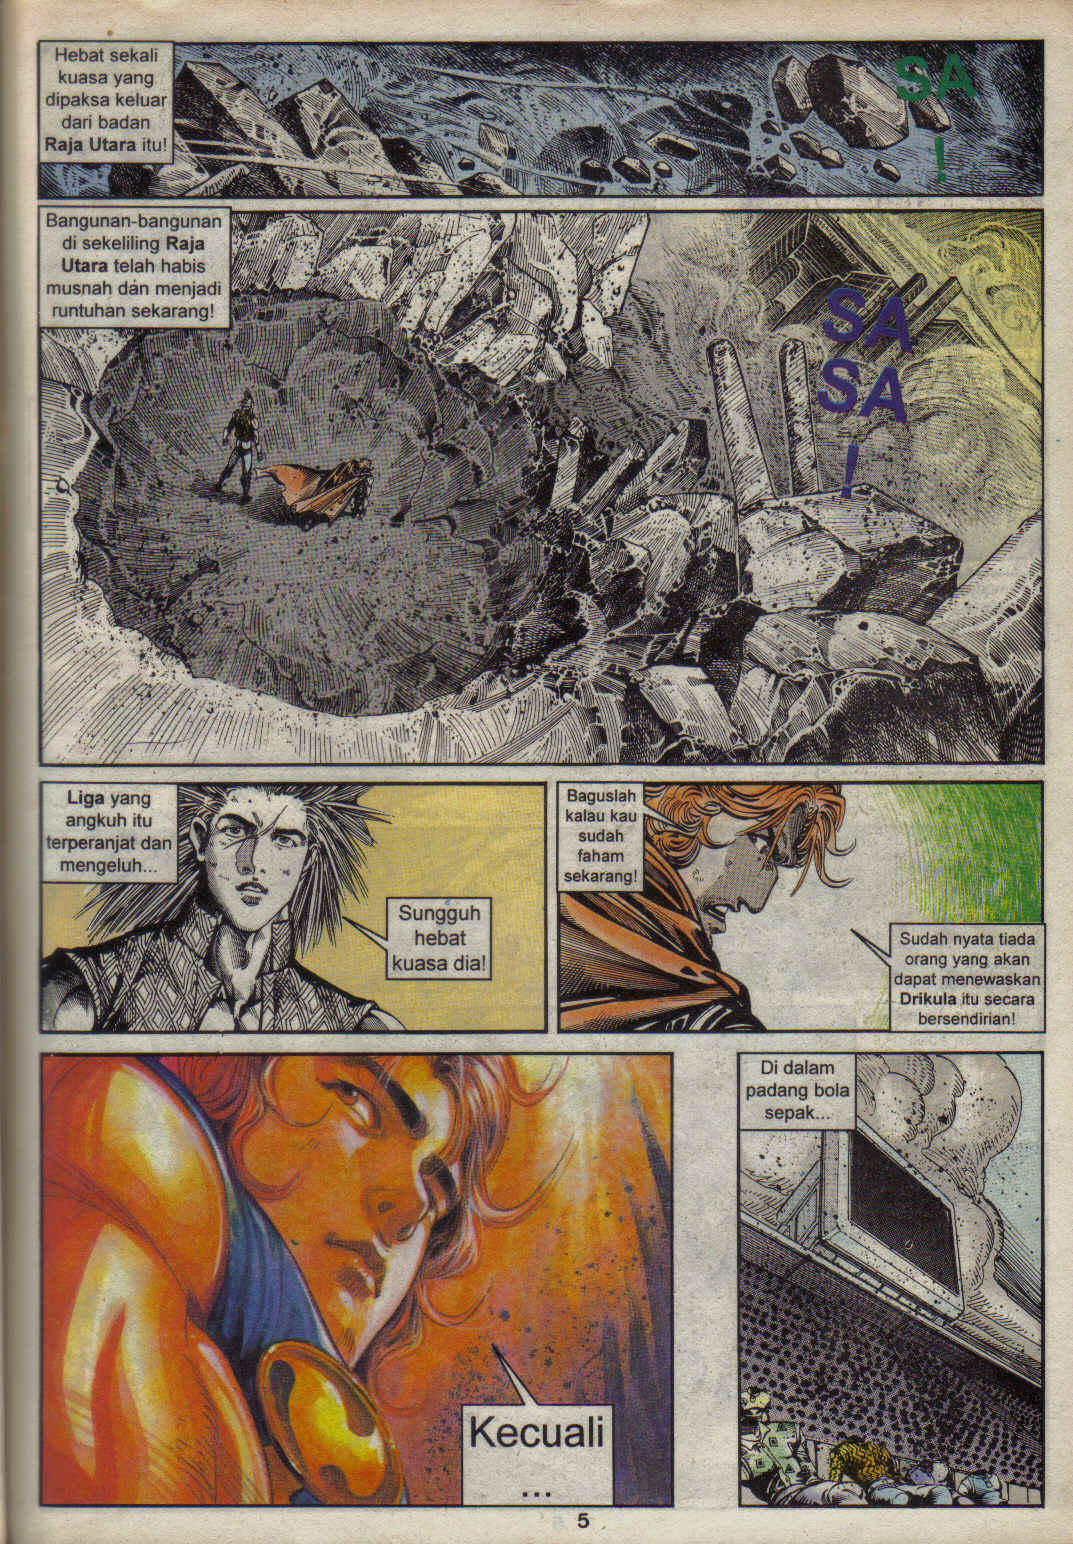 Hebat sekali
kuasa yang
dipaksa keluar
dari badan
Raja Utara itu!
SA
!
Bangunan-bangunan
di sekeliling Raja
Utara telah habis
musnah dan menjadi
runtuhan sekarang!
SA
SA
!
Liga yang
angkuh itu
terperanjat dan
mengeluh...
Sungguh
hebat
kuasa dia!
Baguslah
kalau kau
sudah
faham
sekarang!
Sudah nyata tiada
orang yang akan
dapat menewaskan
Drikula itu secara
bersendirian!
Kecuali
...
Di dalam
padang bola
sepak...
5